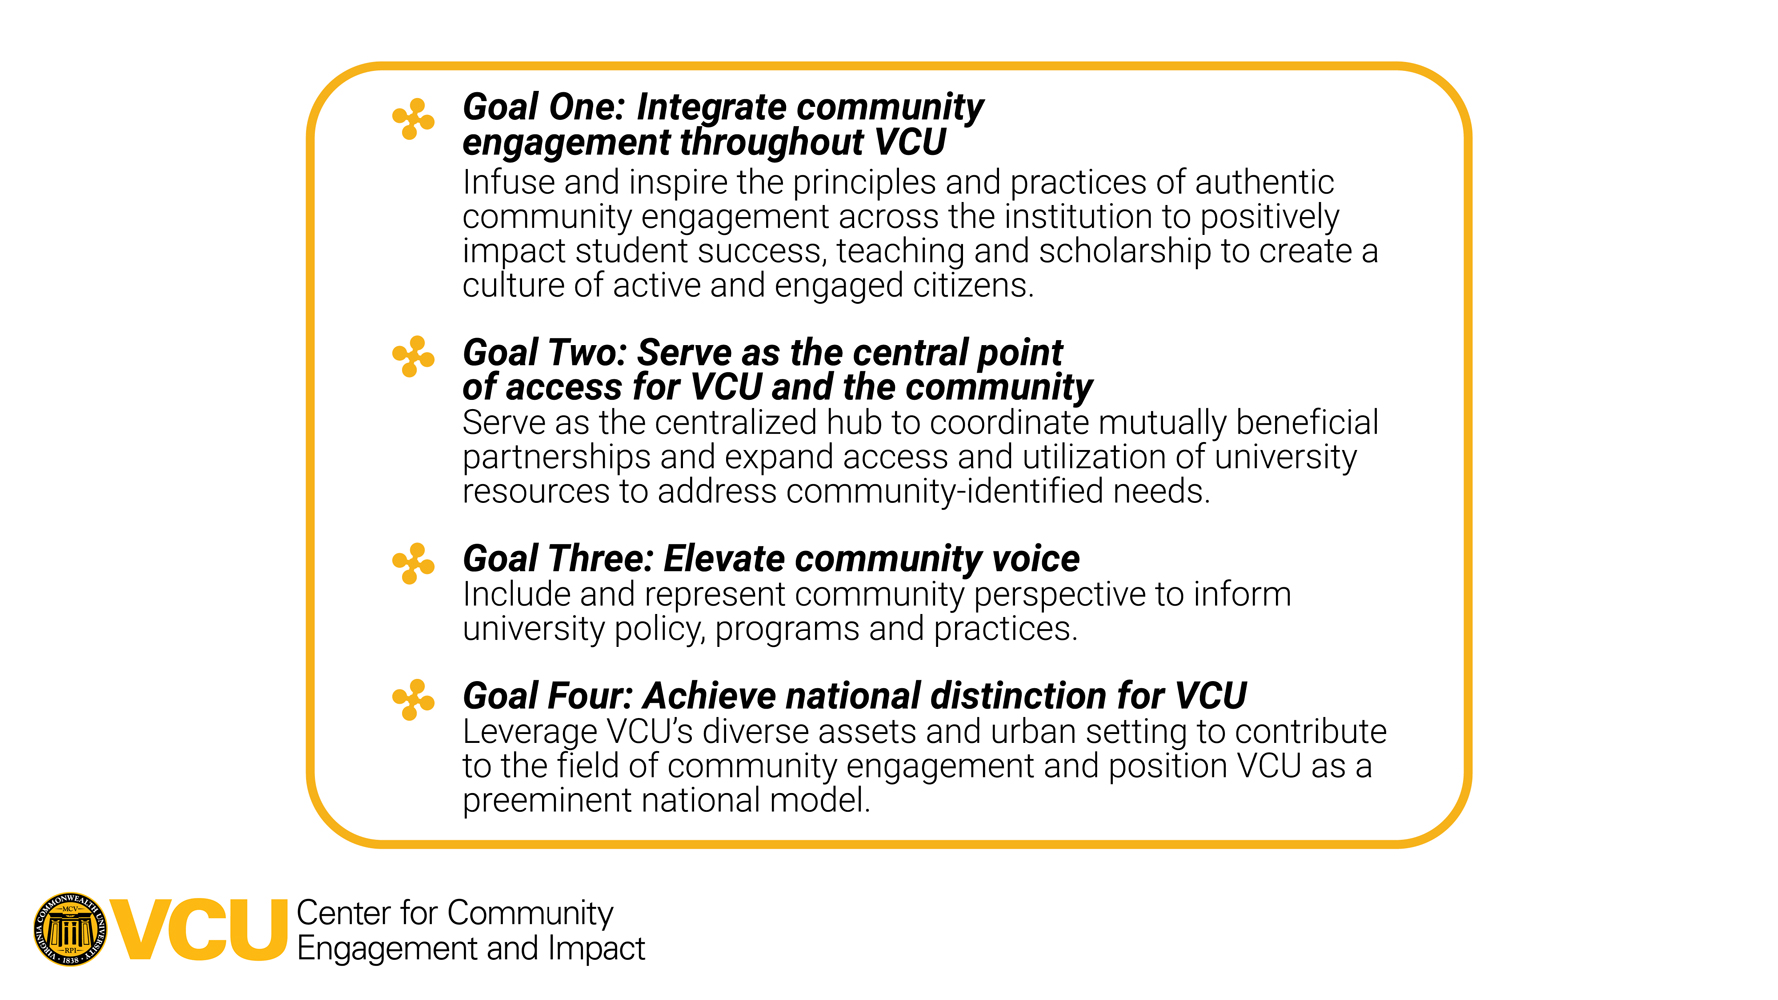 Goal One: Integrate community
engagement throughout VCU
Infuse and inspire the principles and practices of authentic
community engagement across the institution to positively
impact student success, teaching and scholarship to create a
culture of active and engaged citizens.
Goal Two: Serve as the central point
of access for VCU and the community
Serve as the centralized hub to coordinate mutually beneficial
partnerships and expand access and utilization of university
resources to address community-identified needs.
Goal Three: Elevate community voice
Include and represent community perspective to inform
university policy, programs and practices.
Goal Four: Achieve national distinction for VCU
Leverage VCU’s diverse assets and urban setting to contribute
to the field of community engagement and position VCU as a
preeminent national model.
VIRGINIA COMMONWEALTH UNIVERSITY
MCV
RPI
· 1838 ·
VCU
Center for Community
Engagement and Impact